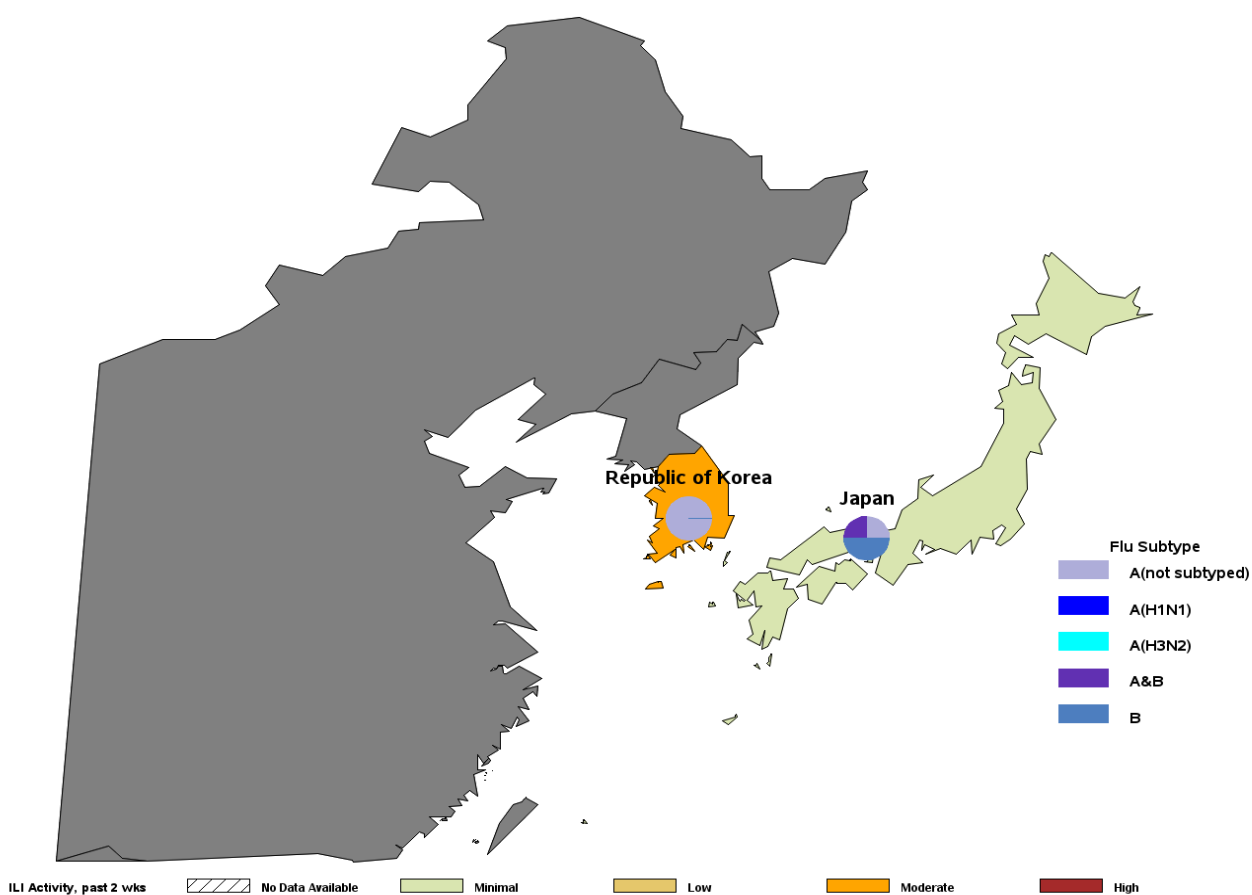 Republic of Korea
Japan
Flu Subtype
A(not subtyped)
A(H1N1)
A(H3N2)
A&B
B
ILI Activity, past 2 wks No Data Available Minimal Low Moderate High